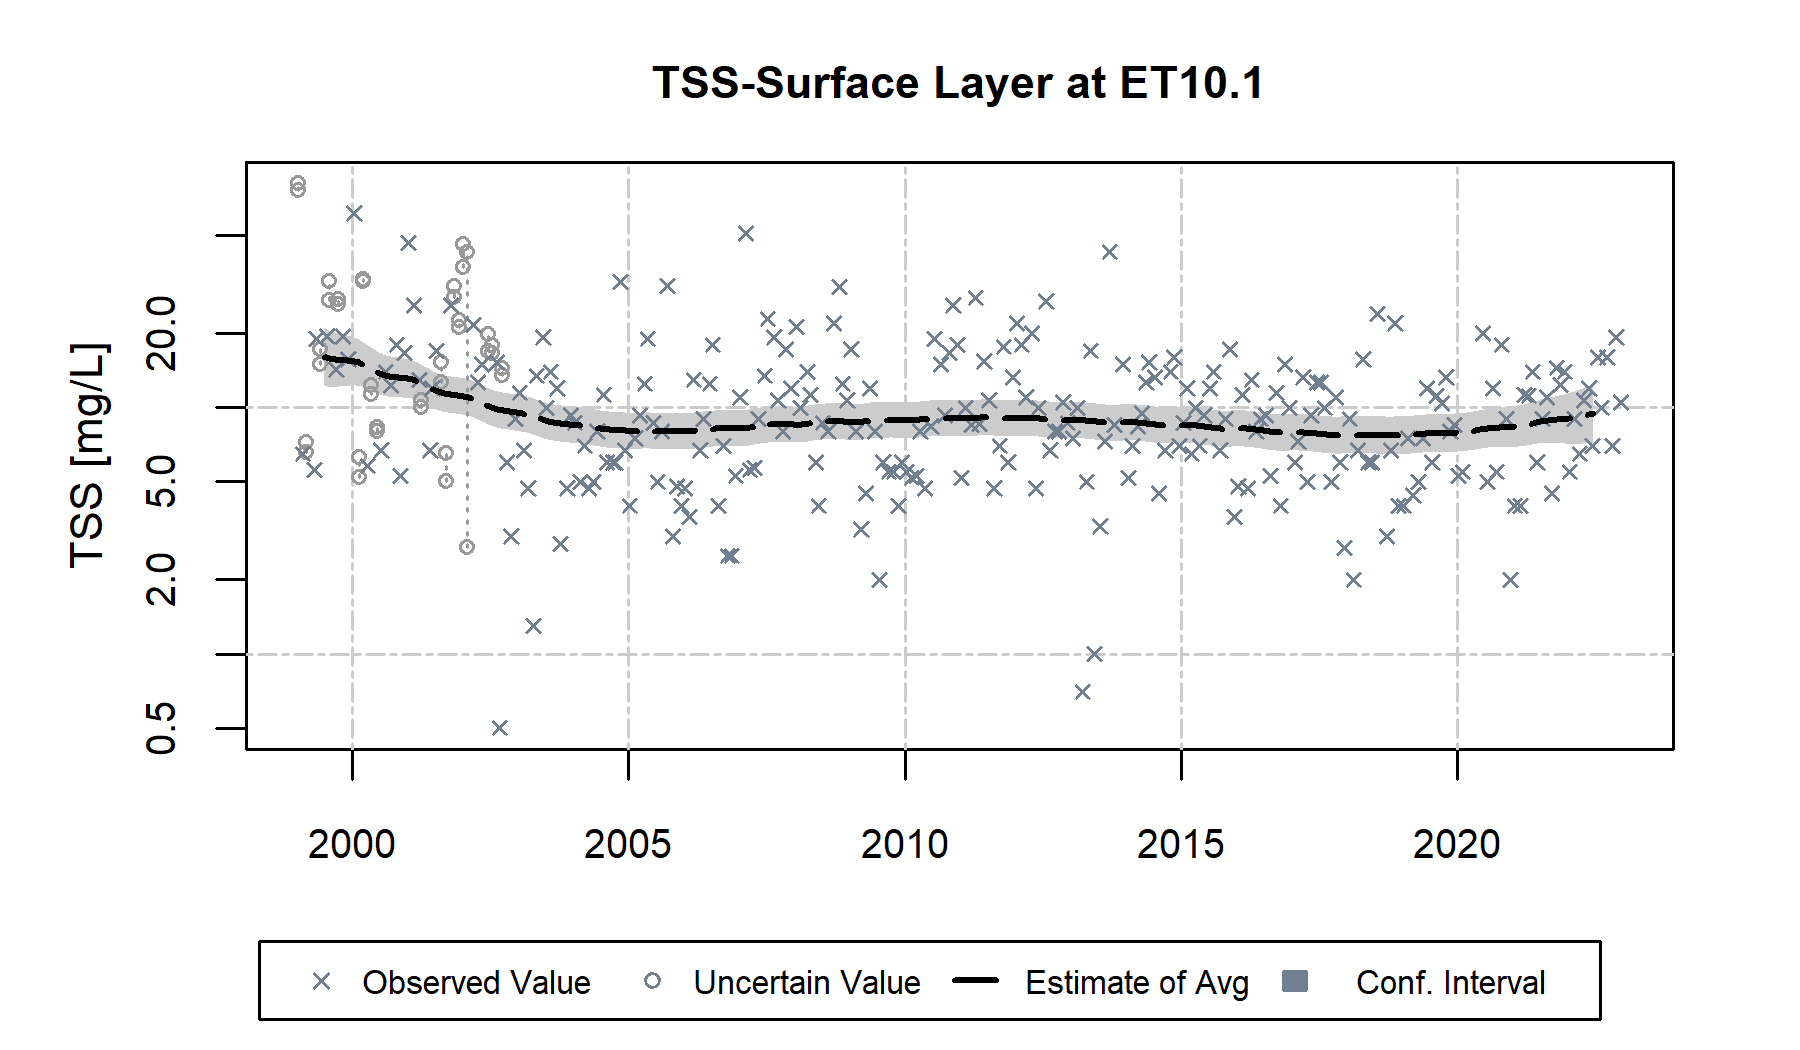 TSS-Surface Layer at ET10.1
TSS [mg/L]
20.0
5.0
2.0
0.5
2000 2005 2010 2015 2020
Observed Value Uncertain Value Estimate of Avg Conf. Interval